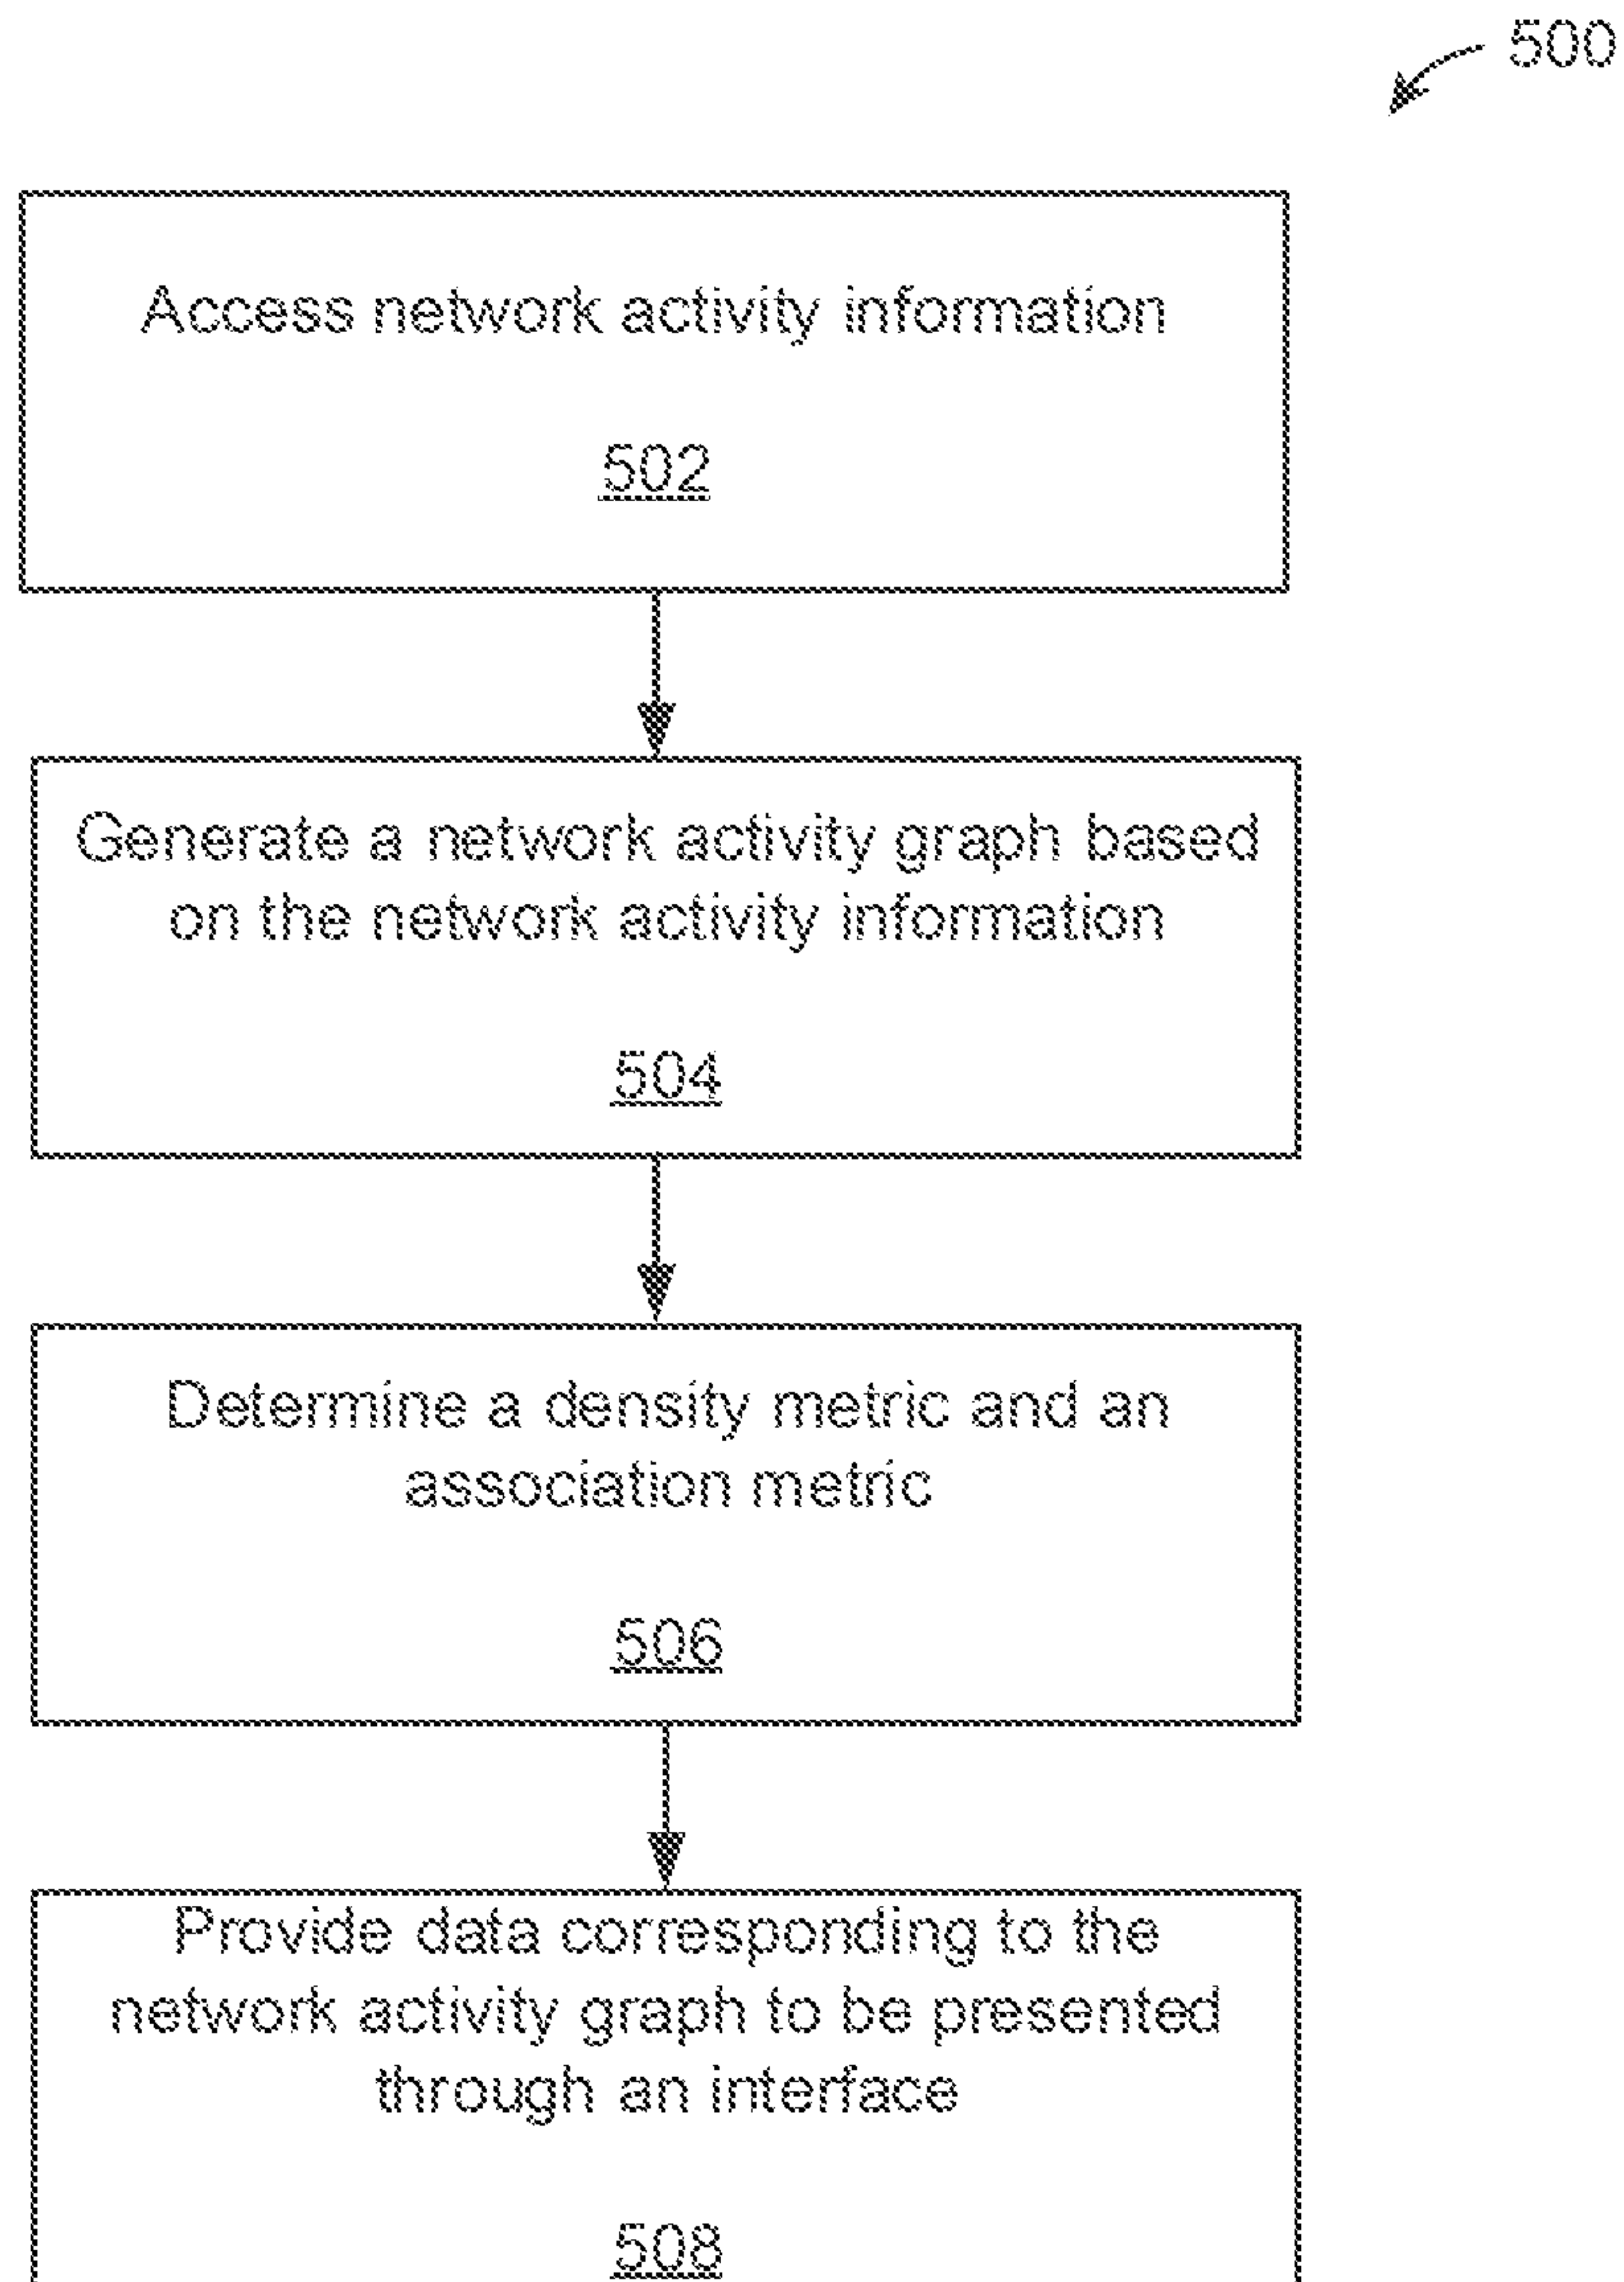 500
Access network activity information
502
Generate a network activity graph based
on the network activity information
504
Determine a density metric and an
association metric
506
Provide data corresponding to the
network activity graph to be presented
through an interface
508